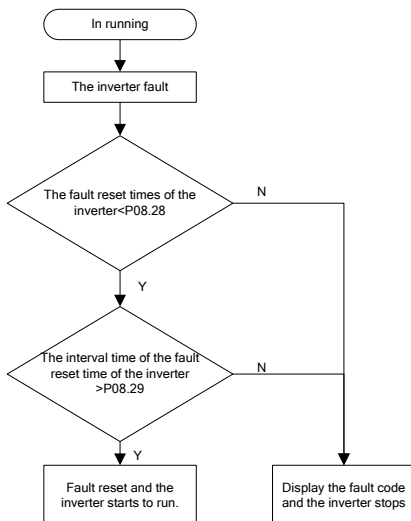 In running
The inverter fault
The fault reset times of the
inverter<P08.28
N
Y
The interval time of the fault
reset time of the inverter
>P08.29
N
Y
Fault reset and the
inverter starts to run.
Display the fault code
and the inverter stops